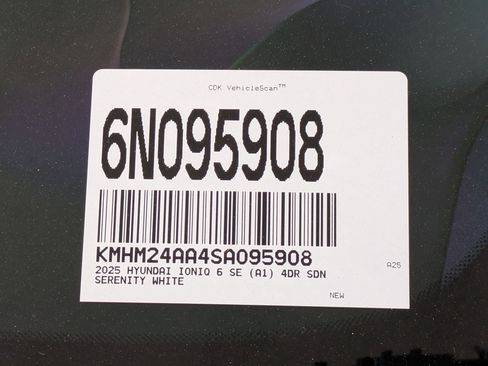 CDK VehicleScan™
6N095908
KMHM24AA4SA095908
A25
2025 HYUNDAI IONIQ 6 SE (A1) 4DR SDN
SERENITY WHITE
NEW